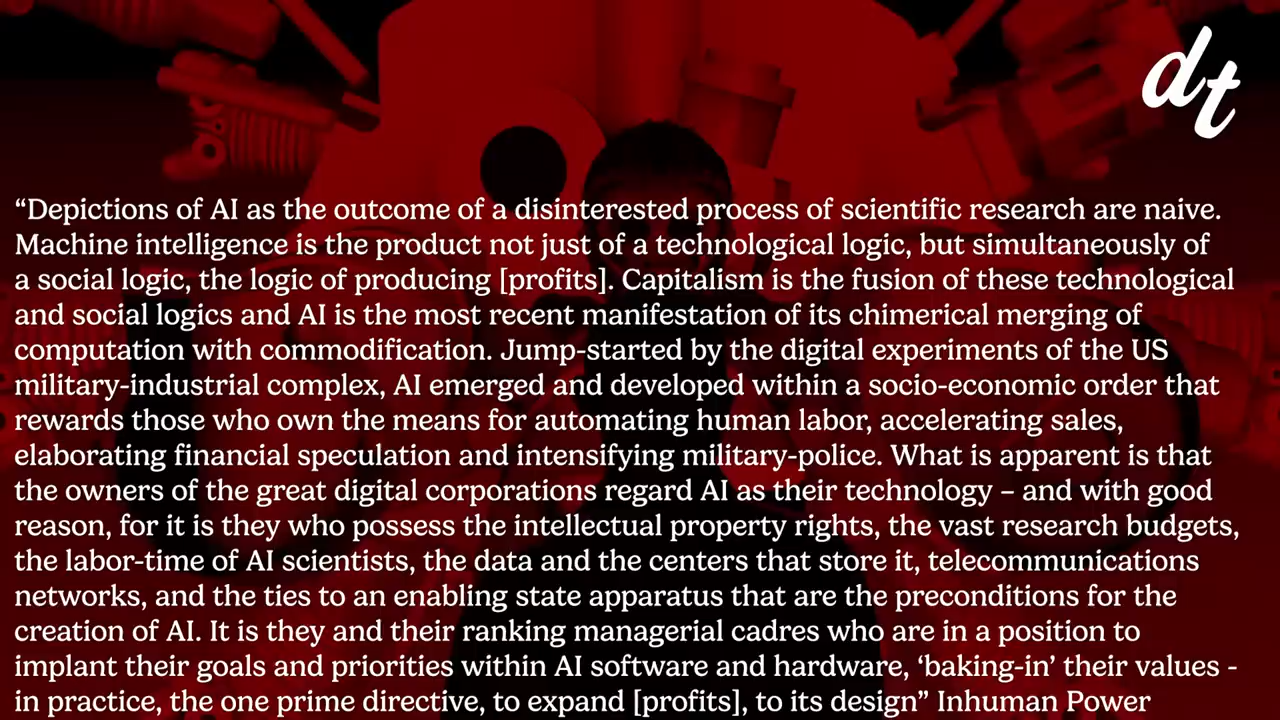 dt
“Depictions of AI as the outcome of a disinterested process of scientific research are naive.
Machine intelligence is the product not just of a technological logic, but simultaneously of
a social logic, the logic of producing [profits]. Capitalism is the fusion of these technological
and social logics and AI is the most recent manifestation of its chimerical merging of
computation with commodification. Jump-started by the digital experiments of the US
military-industrial complex, AI emerged and developed within a socio-economic order that
rewards those who own the means for automating human labor, accelerating sales,
elaborating financial speculation and intensifying military-police. What is apparent is that
the owners of the great digital corporations regard AI as their technology – and with good
reason, for it is they who possess the intellectual property rights, the vast research budgets,
the labor-time of AI scientists, the data and the centers that store it, telecommunications
networks, and the ties to an enabling state apparatus that are the preconditions for the
creation of AI. It is they and their ranking managerial cadres who are in a position to
implant their goals and priorities within AI software and hardware, ‘baking-in’ their values -
in practice, the one prime directive, to expand [profits], to its design” Inhuman Power